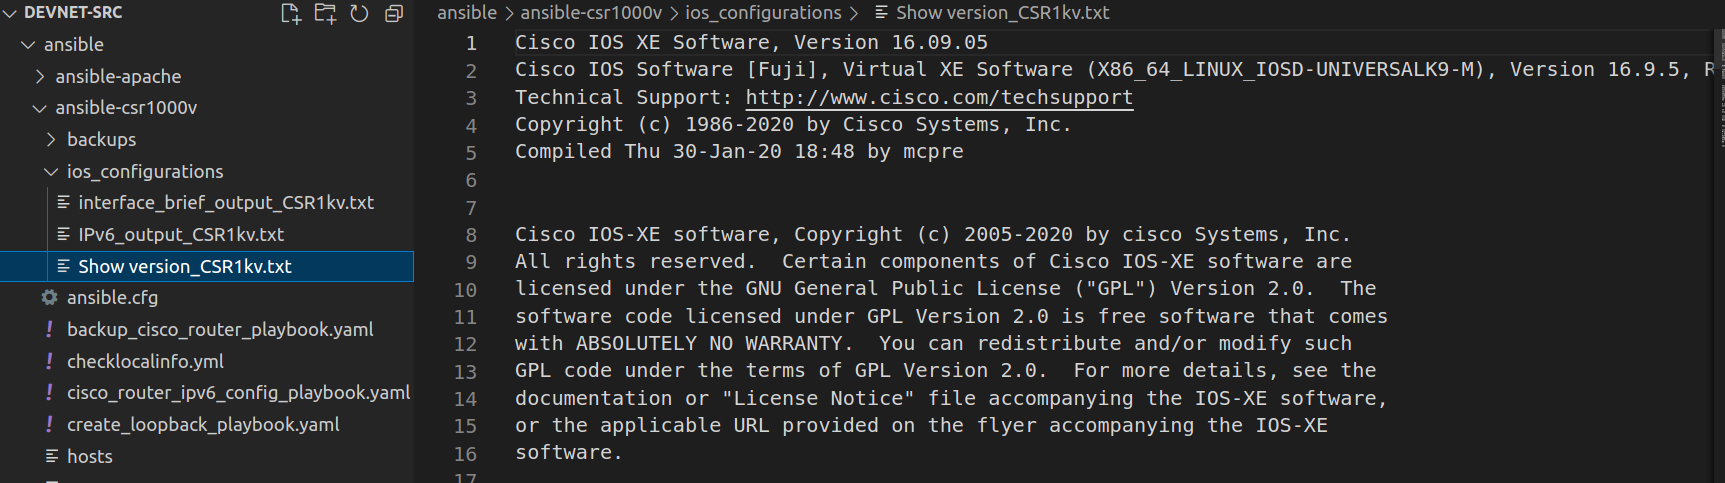 DEVNET-SRC
ansible
ansible-apache
ansible-csr1000v
backups
ios_configurations
interface_brief_output_CSR1kv.txt
IPv6_output_CSR1kv.txt
Show version_CSR1kv.txt
ansible.cfg
backup_cisco_router_playbook.yaml
checklocalinfo.yml
cisco_router_ipv6_config_playbook.yaml
create_loopback_playbook.yaml
hosts
ansible > ansible-csr1000v > ios_configurations > Show version_CSR1kv.txt
1 Cisco IOS XE Software, Version 16.09.05
2 Cisco IOS Software [Fuji], Virtual XE Software (X86_64_LINUX_IOSD-UNIVERSALK9-M), Version 16.9.5, R
3 Technical Support: http://www.cisco.com/techsupport
4 Copyright (c) 1986-2020 by Cisco Systems, Inc.
5 Compiled Thu 30-Jan-20 18:48 by mcpre
6
7
8 Cisco IOS-XE software, Copyright (c) 2005-2020 by cisco Systems, Inc.
9 All rights reserved.  Certain components of Cisco IOS-XE software are
10 licensed under the GNU General Public License ("GPL") Version 2.0.  The
11 software code licensed under GPL Version 2.0 is free software that comes
12 with ABSOLUTELY NO WARRANTY.  You can redistribute and/or modify such
13 GPL code under the terms of GPL Version 2.0.  For more details, see the
14 documentation or "License Notice" file accompanying the IOS-XE software,
15 or the applicable URL provided on the flyer accompanying the IOS-XE
16 software.
17